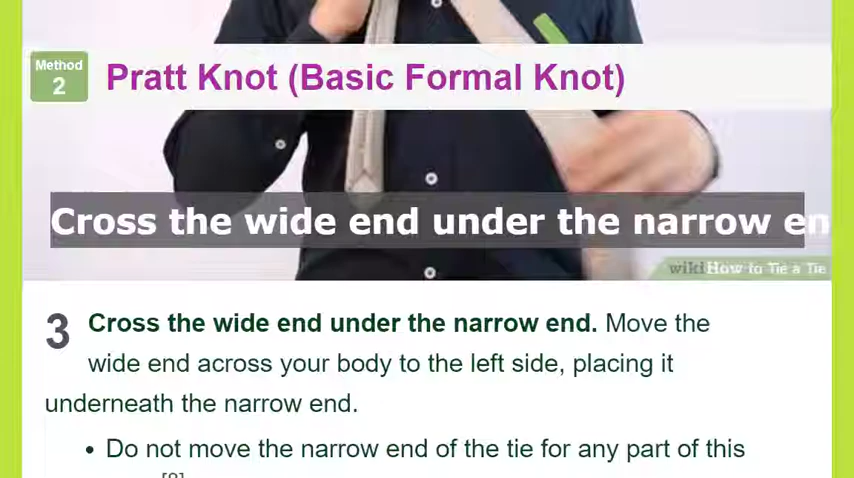 Method
2
Pratt Knot (Basic Formal Knot)
Cross the wide end under the narrow en
wikiHow to Tie a Tie
3 Cross the wide end under the narrow end. Move the
wide end across your body to the left side, placing it
underneath the narrow end.
• Do not move the narrow end of the tie for any part of this